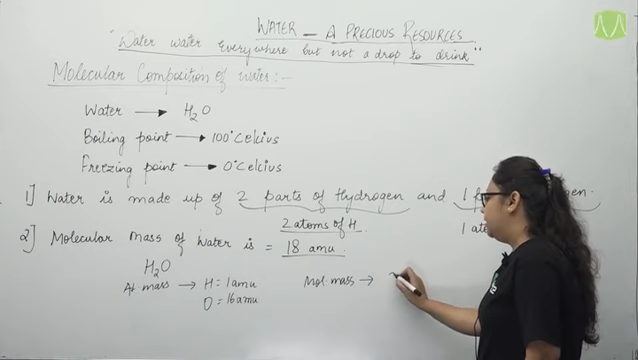 WATER – A PRECIOUS RESOURCES
"Water water everywhere but not a drop to drink"
Molecular Composition of water:-
Water → H₂O
Boiling point → 100° Celcius
Freezing point → 0° Celcius
1] Water is made up of 2 parts of Hydrogen and 1
2 atoms of H. 1
2] Molecular Mass of water is = 18 amu.
H₂O
At. mass → H = 1amu Mol. mass →
O = 16amu